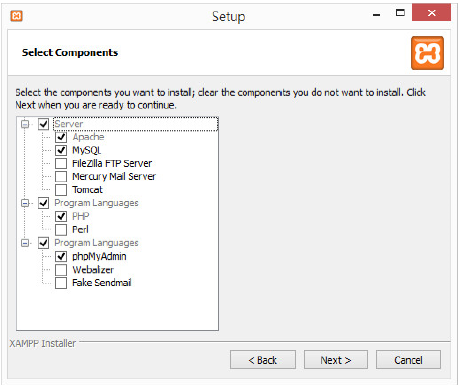 Setup
Select Components
Select the components you want to install; clear the components you do not want to install. Click
Next when you are ready to continue.
Server
Apache
MySQL
FileZilla FTP Server
Mercury Mail Server
Tomcat
Program Languages
PHP
Perl
Program Languages
phpMyAdmin
Webalizer
Fake Sendmail
XAMPP Installer
< Back
Next >
Cancel